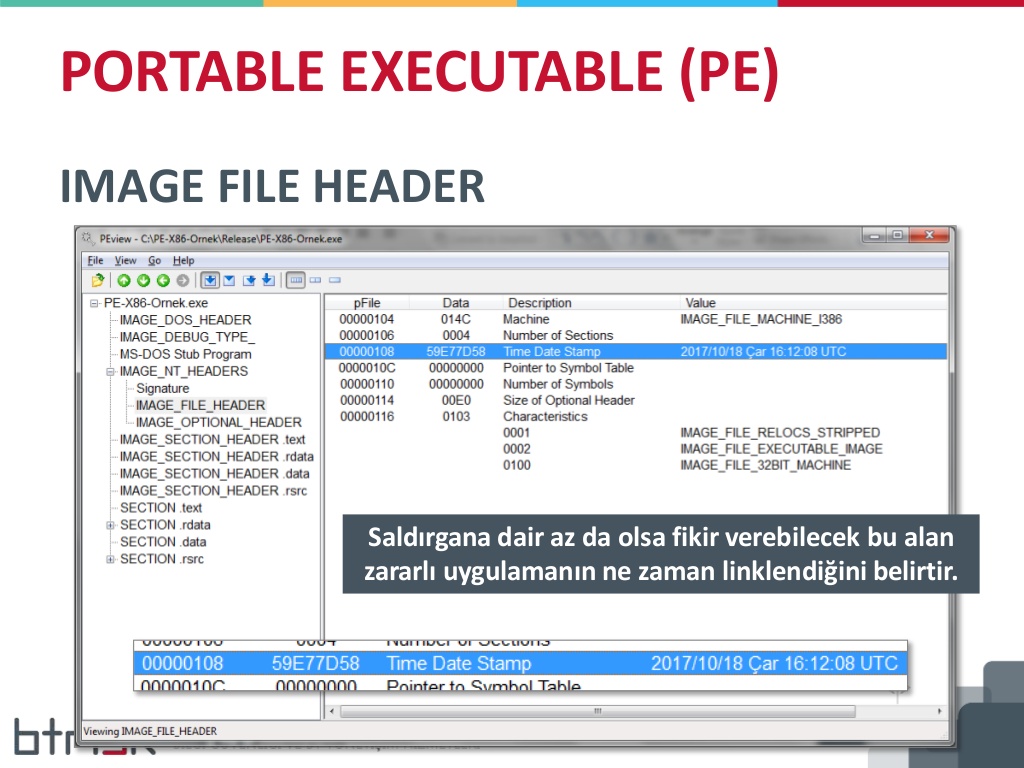 PORTABLE EXECUTABLE (PE)
IMAGE FILE HEADER
PEview - C:\PE-X86-Ornek\Release\PE-X86-Ornek.exe
File View Go Help
PE-X86-Ornek.exe
IMAGE_DOS_HEADER
IMAGE_DEBUG_TYPE_
MS-DOS Stub Program
IMAGE_NT_HEADERS
Signature
IMAGE_FILE_HEADER
IMAGE_OPTIONAL_HEADER
IMAGE_SECTION_HEADER .text
IMAGE_SECTION_HEADER .rdata
IMAGE_SECTION_HEADER .data
IMAGE_SECTION_HEADER .rsrc
SECTION .text
SECTION .rdata
SECTION .data
SECTION .rsrc
pFile Data Description Value
00000104 014C Machine IMAGE_FILE_MACHINE_I386
00000106 0004 Number of Sections
00000108 59E77D58 Time Date Stamp 2017/10/18 Çar 16:12:08 UTC
0000010C 00000000 Pointer to Symbol Table
00000110 00000000 Number of Symbols
00000114 00E0 Size of Optional Header
00000116 0103 Characteristics
0001 IMAGE_FILE_RELOCS_STRIPPED
0002 IMAGE_FILE_EXECUTABLE_IMAGE
0100 IMAGE_FILE_32BIT_MACHINE
Saldırgana dair az da olsa fikir verebilecek bu alan
zararlı uygulamanın ne zaman linklendiğini belirtir.
00000106 0004 Number of Sections
00000108 59E77D58 Time Date Stamp 2017/10/18 Çar 16:12:08 UTC
0000010C 00000000 Pointer to Symbol Table
Viewing IMAGE_FILE_HEADER